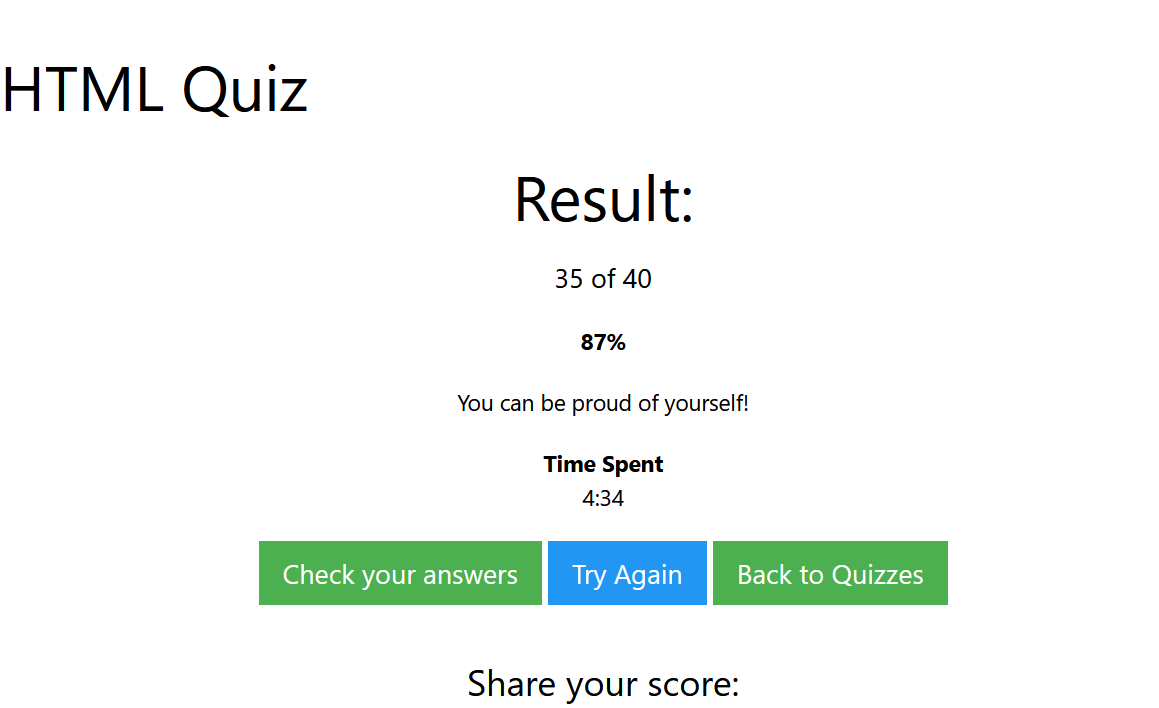 HTML Quiz
Result:
35 of 40
87%
You can be proud of yourself!
Time Spent
4:34
Check your answers Try Again Back to Quizzes
Share your score: